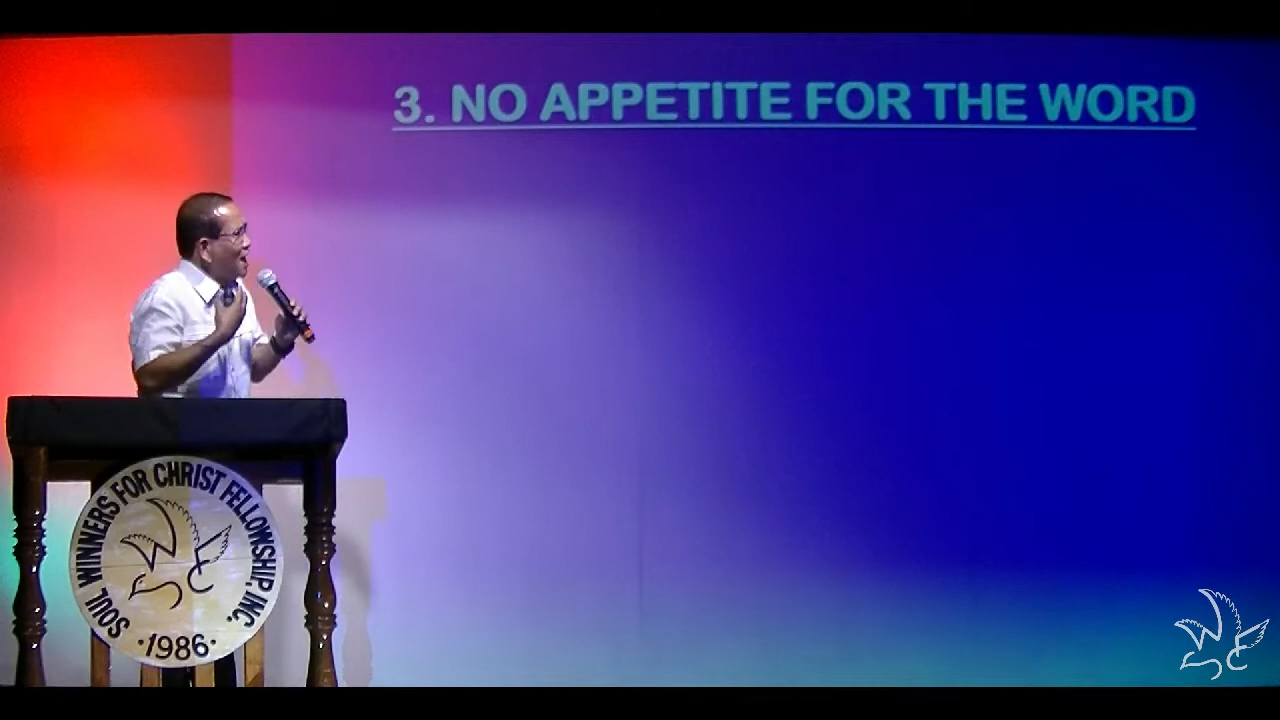 3. NO APPETITE FOR THE WORD
SOUL WINNERS FOR CHRIST FELLOWSHIP, INC.
·1986·